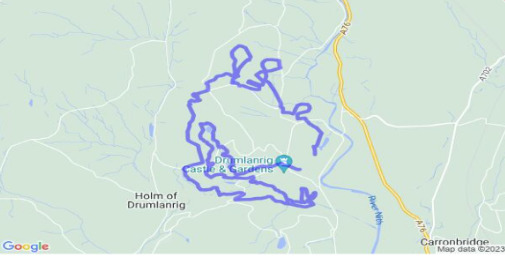 A76
A702
Drumlanrig
Castle & Gardens
Holm of
Drumlanrig
River Nith
A76
Carronbridge
Google
Map data ©2023